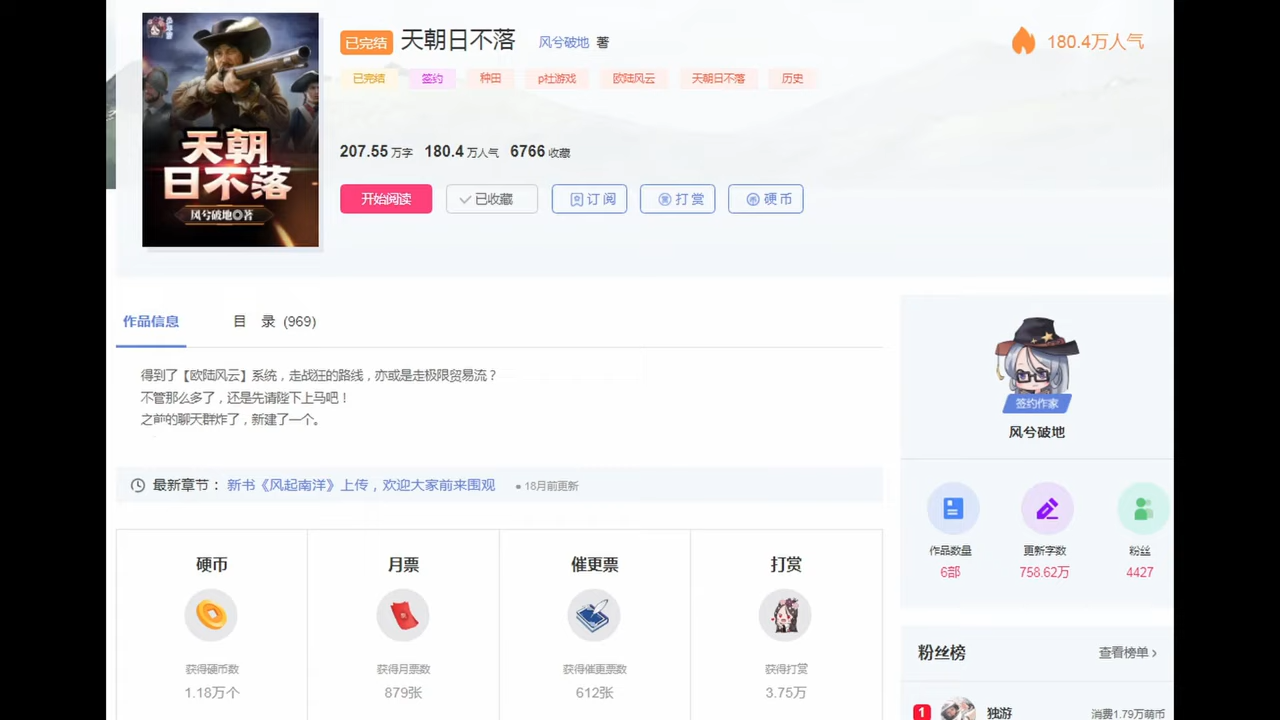 已完结 天朝日不落 风兮破地 著
180.4万人气
已完结 签约 种田 p社游戏 欧陆风云 天朝日不落 历史
207.55 万字 180.4 万人气 6766 收藏
开始阅读 已收藏 订阅 打赏 硬币
天朝
日不落
风兮破地◎著
作品信息 目 录 (969)
得到了【欧陆风云】系统，走战狂的路线，亦或是走极限贸易流？
不管那么多了，还是先请陛下上马吧！
之前的聊天群炸了，新建了一个。
最新章节： 新书《风起南洋》上传，欢迎大家前来围观 18月前更新
硬币 月票 催更票 打赏
获得硬币数 获得月票数 获得催更票数 获得打赏
1.18万个 879张 612张 3.75万
签约作家
风兮破地
作品数量 更新字数 粉丝
6部 758.62万 4427
粉丝榜 查看榜单 ›
1 独游 消费1.79万萌币